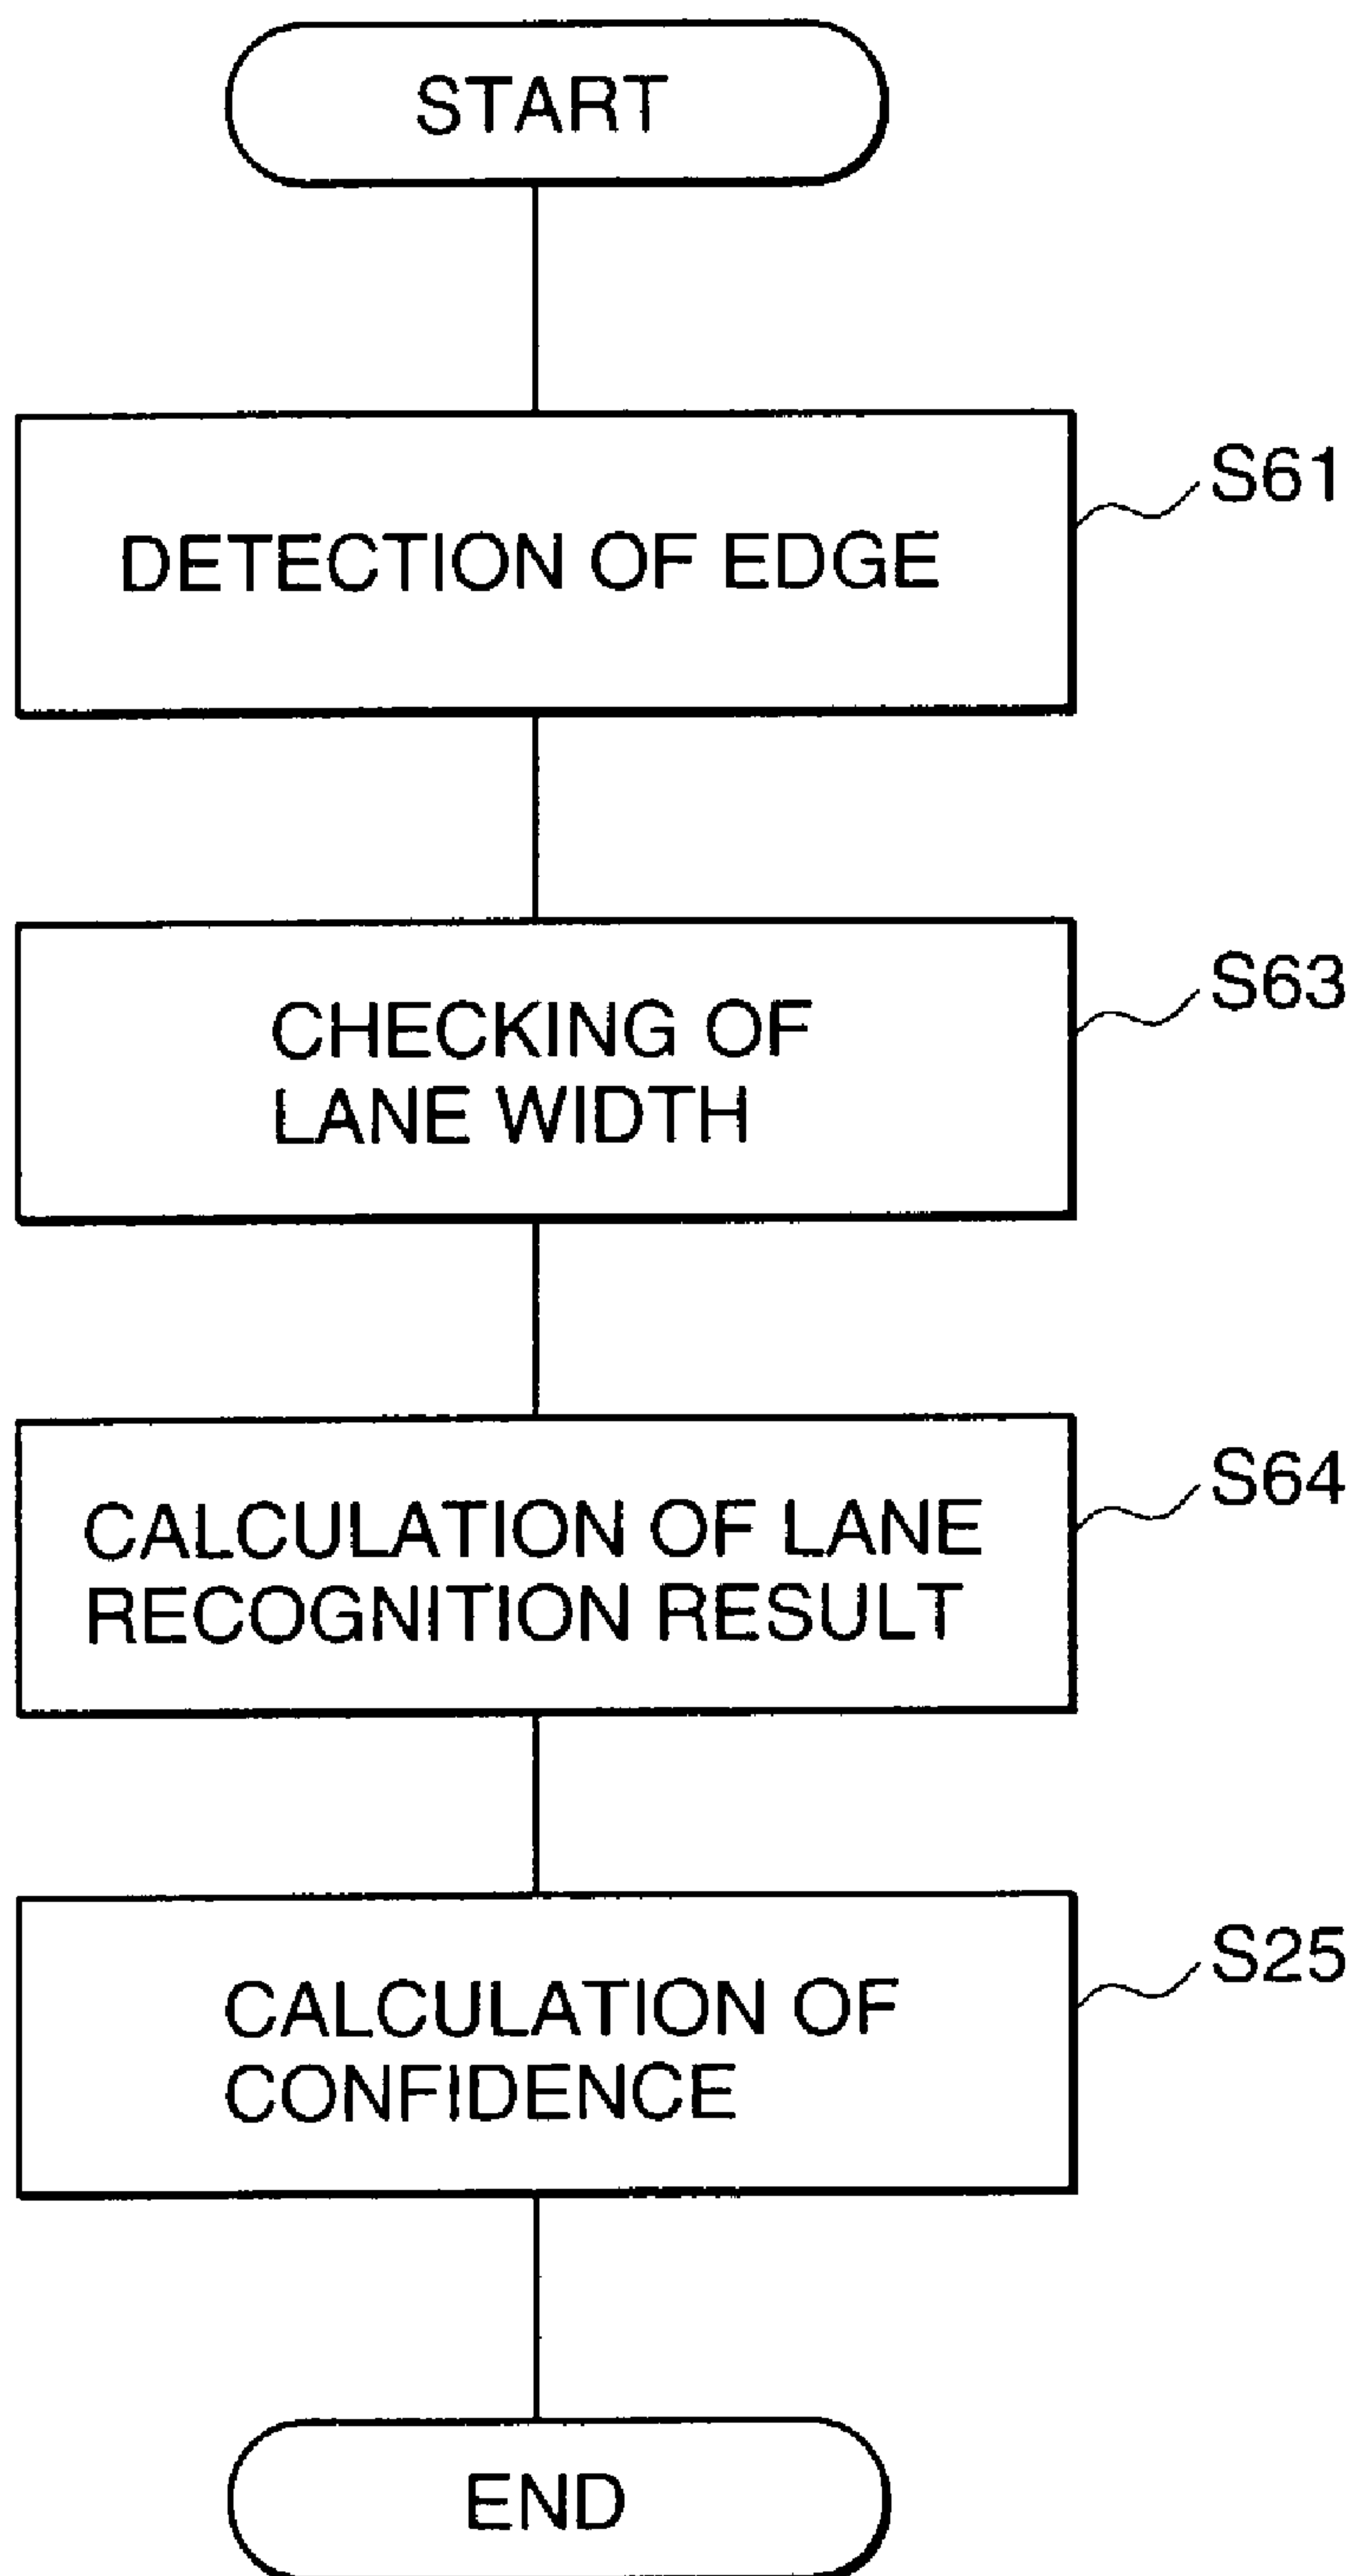 START
DETECTION OF EDGE
S61
CHECKING OF
LANE WIDTH
S63
CALCULATION OF LANE
RECOGNITION RESULT
S64
CALCULATION OF
CONFIDENCE
S25
END